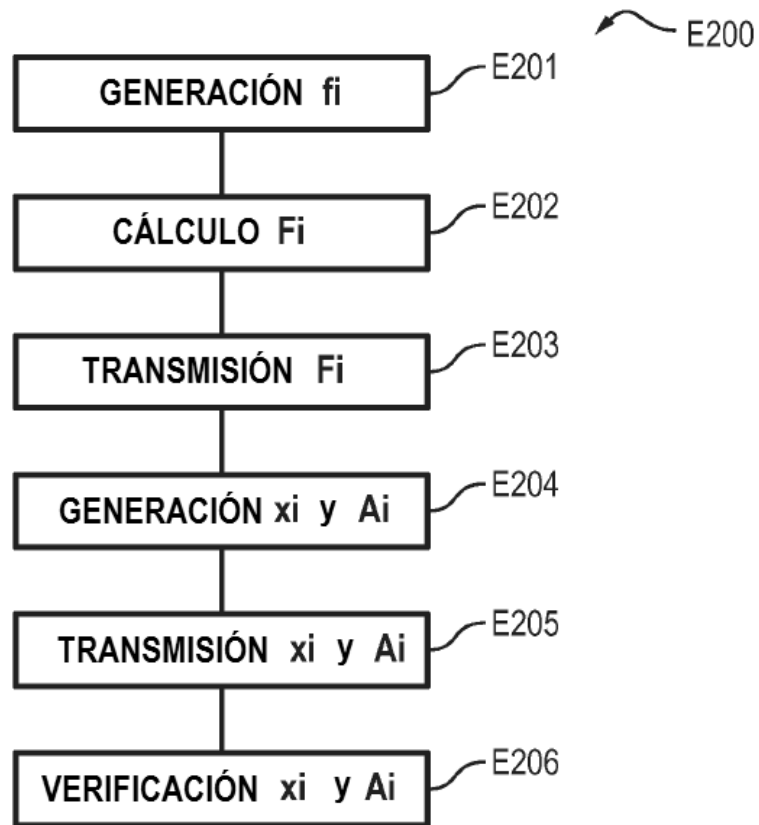 E200
GENERACIÓN fi
E201
CÁLCULO Fi
E202
TRANSMISIÓN Fi
E203
GENERACIÓN xi y Ai
E204
TRANSMISIÓN xi y Ai
E205
VERIFICACIÓN xi y Ai
E206